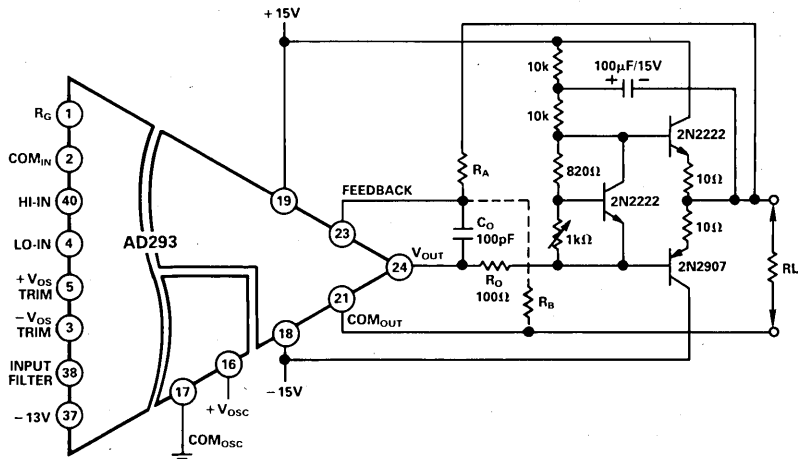 +15V
10k
100μF/15V
+ −
10k
R_G
1
2N2222
COM_IN
2
R_A
820Ω
10Ω
HI-IN
40
19
FEEDBACK
2N2222
LO-IN
4
AD293
23
C_O
100pF
1kΩ
10Ω
+V_OS
TRIM
5
24
V_OUT
R_O
100Ω
2N2907
RL
−V_OS
TRIM
3
21
COM_OUT
R_B
18
INPUT
FILTER
38
16
−15V
−13V
37
17
+V_OSC
COM_OSC